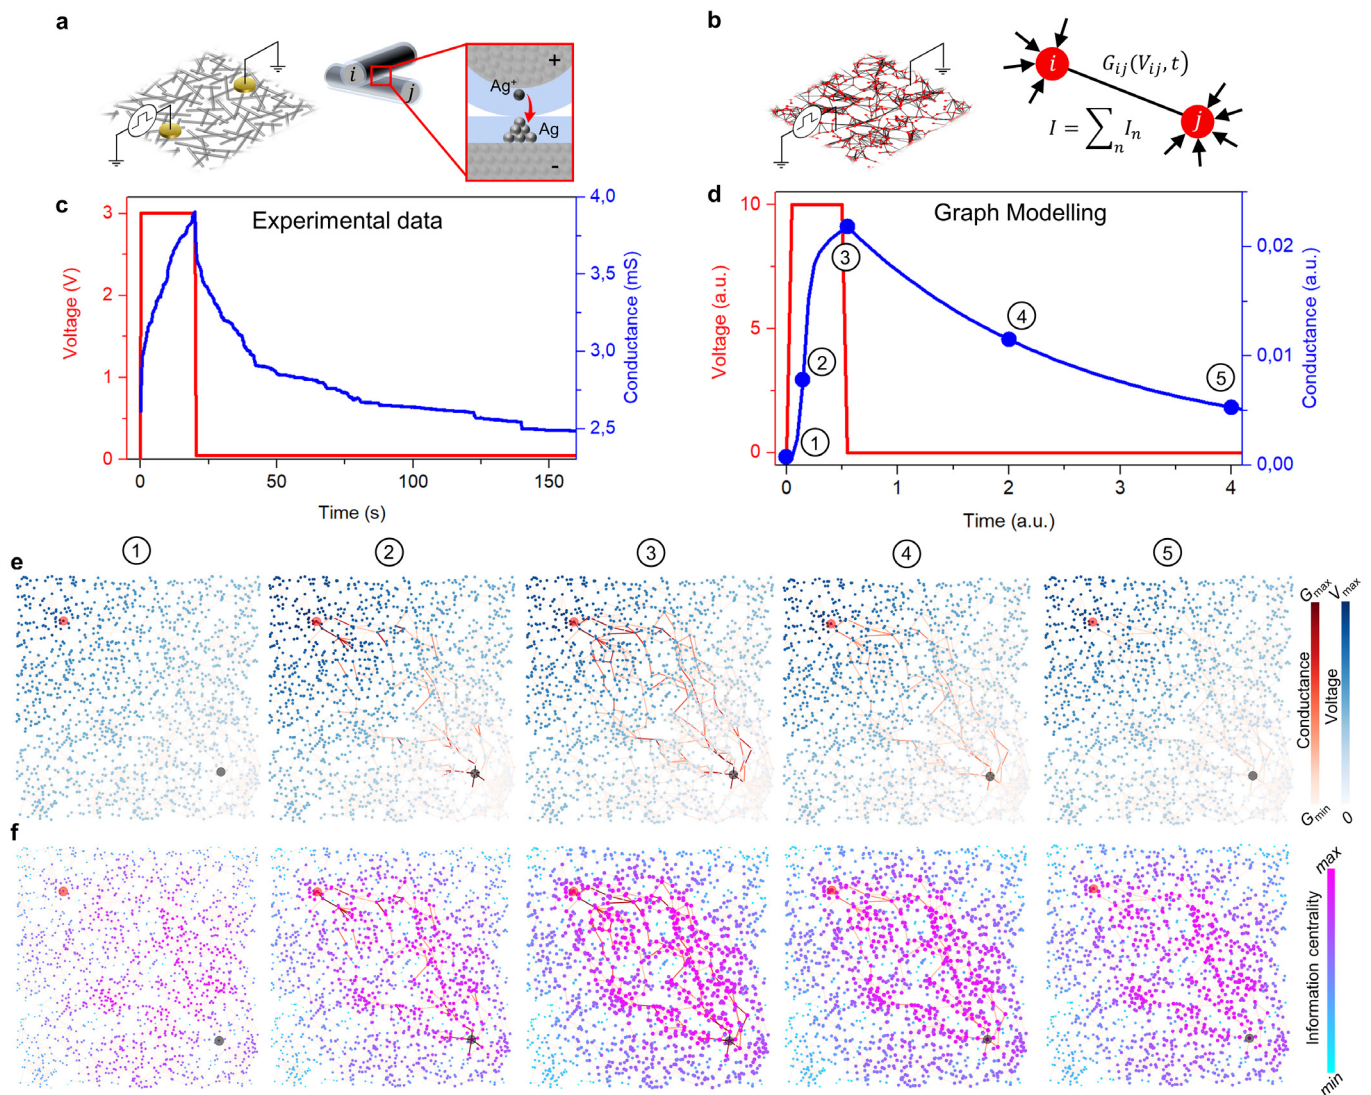 a
i
j
+
Ag⁺
Ag
-
b
i
j
G_ij(V_ij, t)
I = ∑_n I_n
c
Experimental data
Voltage (V)
3
2
1
0
Conductance (mS)
4,0
3,5
3,0
2,5
0
50
100
150
Time (s)
d
Graph Modelling
Voltage (a.u.)
10
5
0
Conductance (a.u.)
0,02
0,01
0,00
1
2
3
4
5
0
1
2
3
4
Time (a.u.)
1
2
3
4
5
e
G_max
G_min
Conductance
V_max
0
Voltage
f
max
min
Information centrality